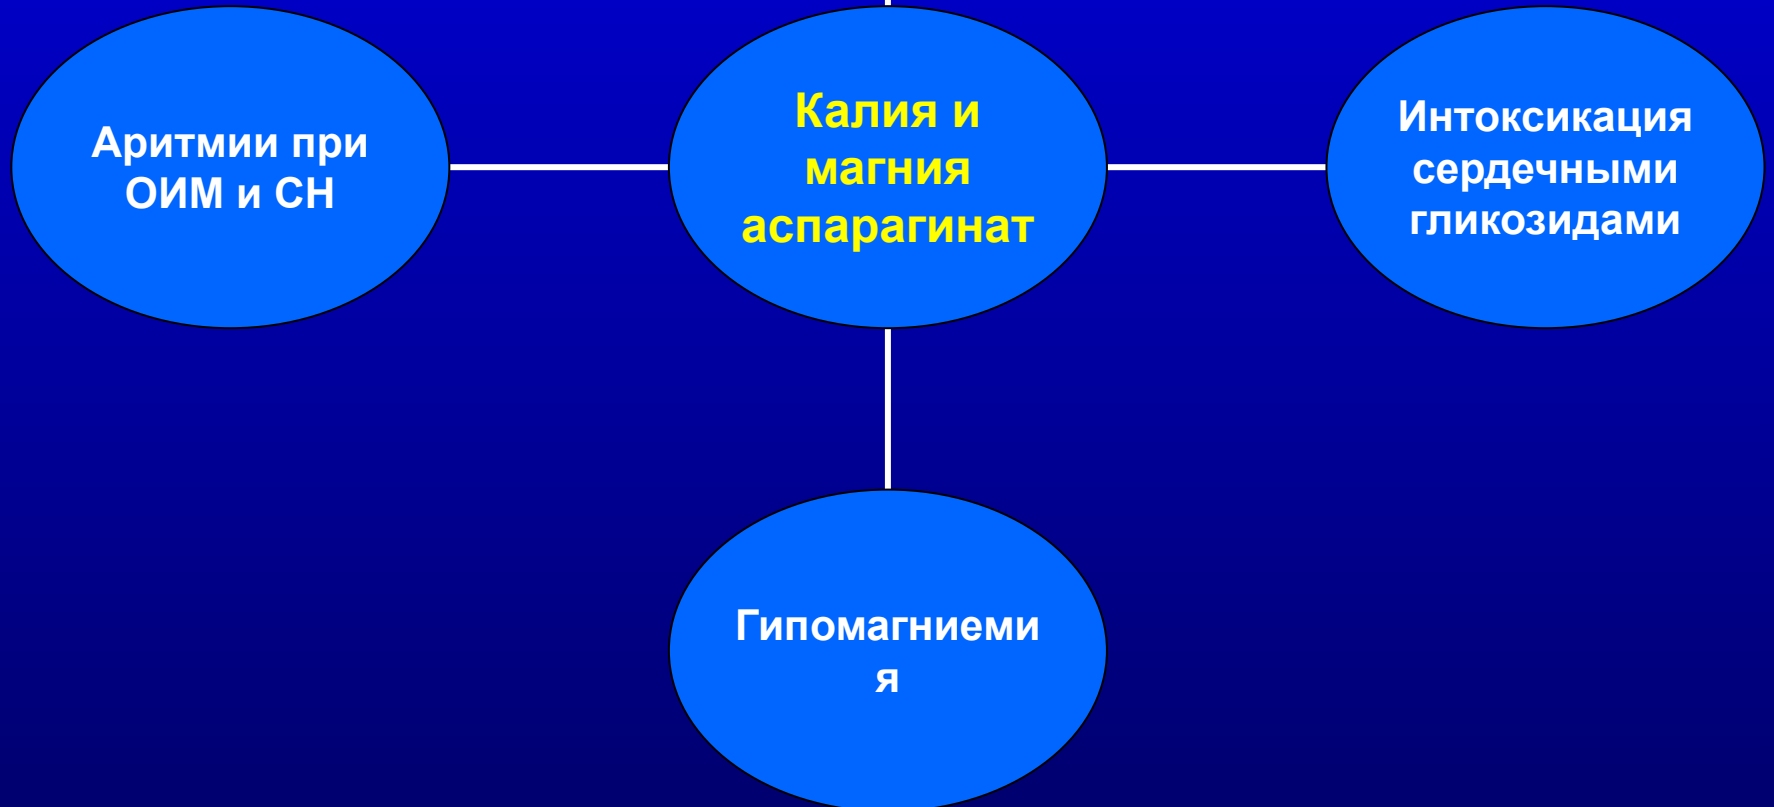 Аритмии при
ОИМ и СН
Калия и
магния
аспарагинат
Интоксикация
сердечными
гликозидами
Гипомагниеми
я